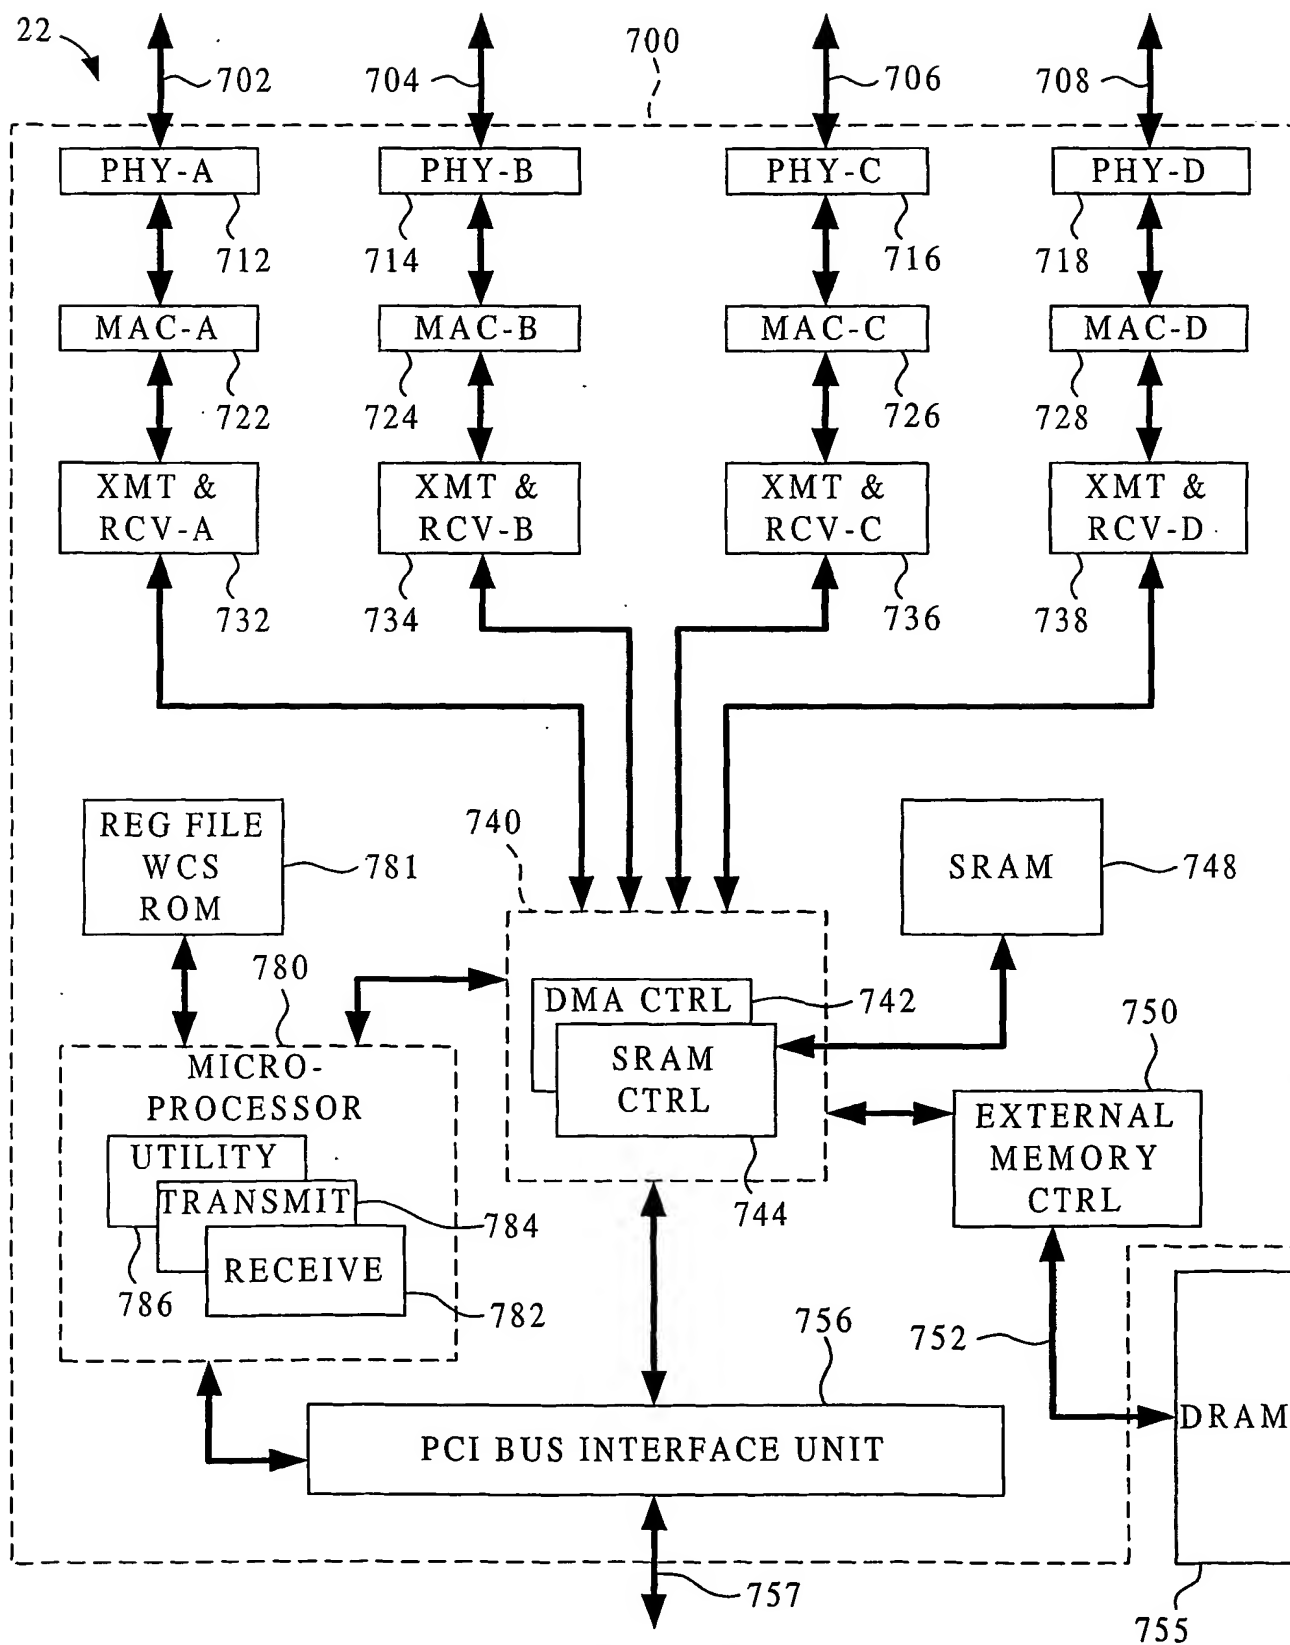 22
700
702
704
706
708
PHY-A
PHY-B
PHY-C
PHY-D
712
714
716
718
MAC-A
MAC-B
MAC-C
MAC-D
722
724
726
728
XMT &
RCV-A
XMT &
RCV-B
XMT &
RCV-C
XMT &
RCV-D
732
734
736
738
REG FILE
WCS
ROM
781
740
SRAM
748
780
DMA CTRL
742
SRAM
CTRL
744
750
MICRO-
PROCESSOR
UTILITY
TRANSMIT
784
RECEIVE
786
782
EXTERNAL
MEMORY
CTRL
752
756
PCI BUS INTERFACE UNIT
DRAM
757
755